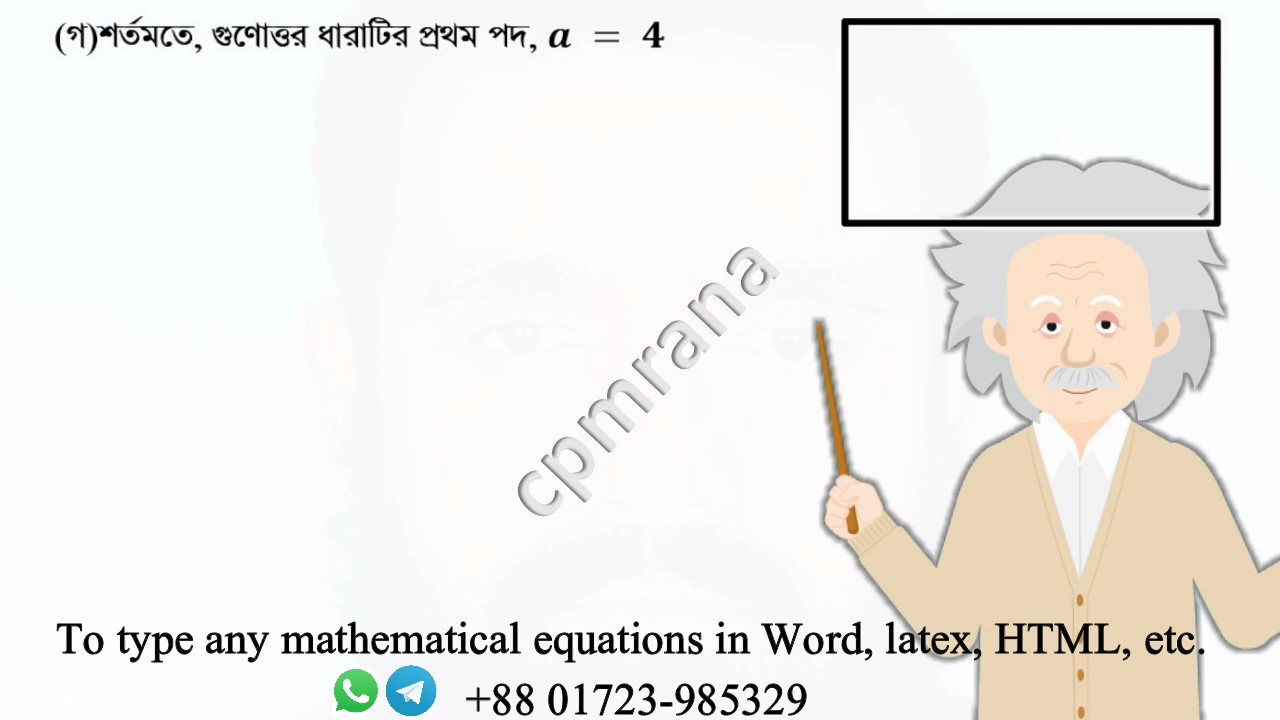 (গ)শর্তমতে, গুণোত্তর ধারাটির প্রথম পদ, a = 4
cpmrana
To type any mathematical equations in Word, latex, HTML, etc.
+88 01723-985329